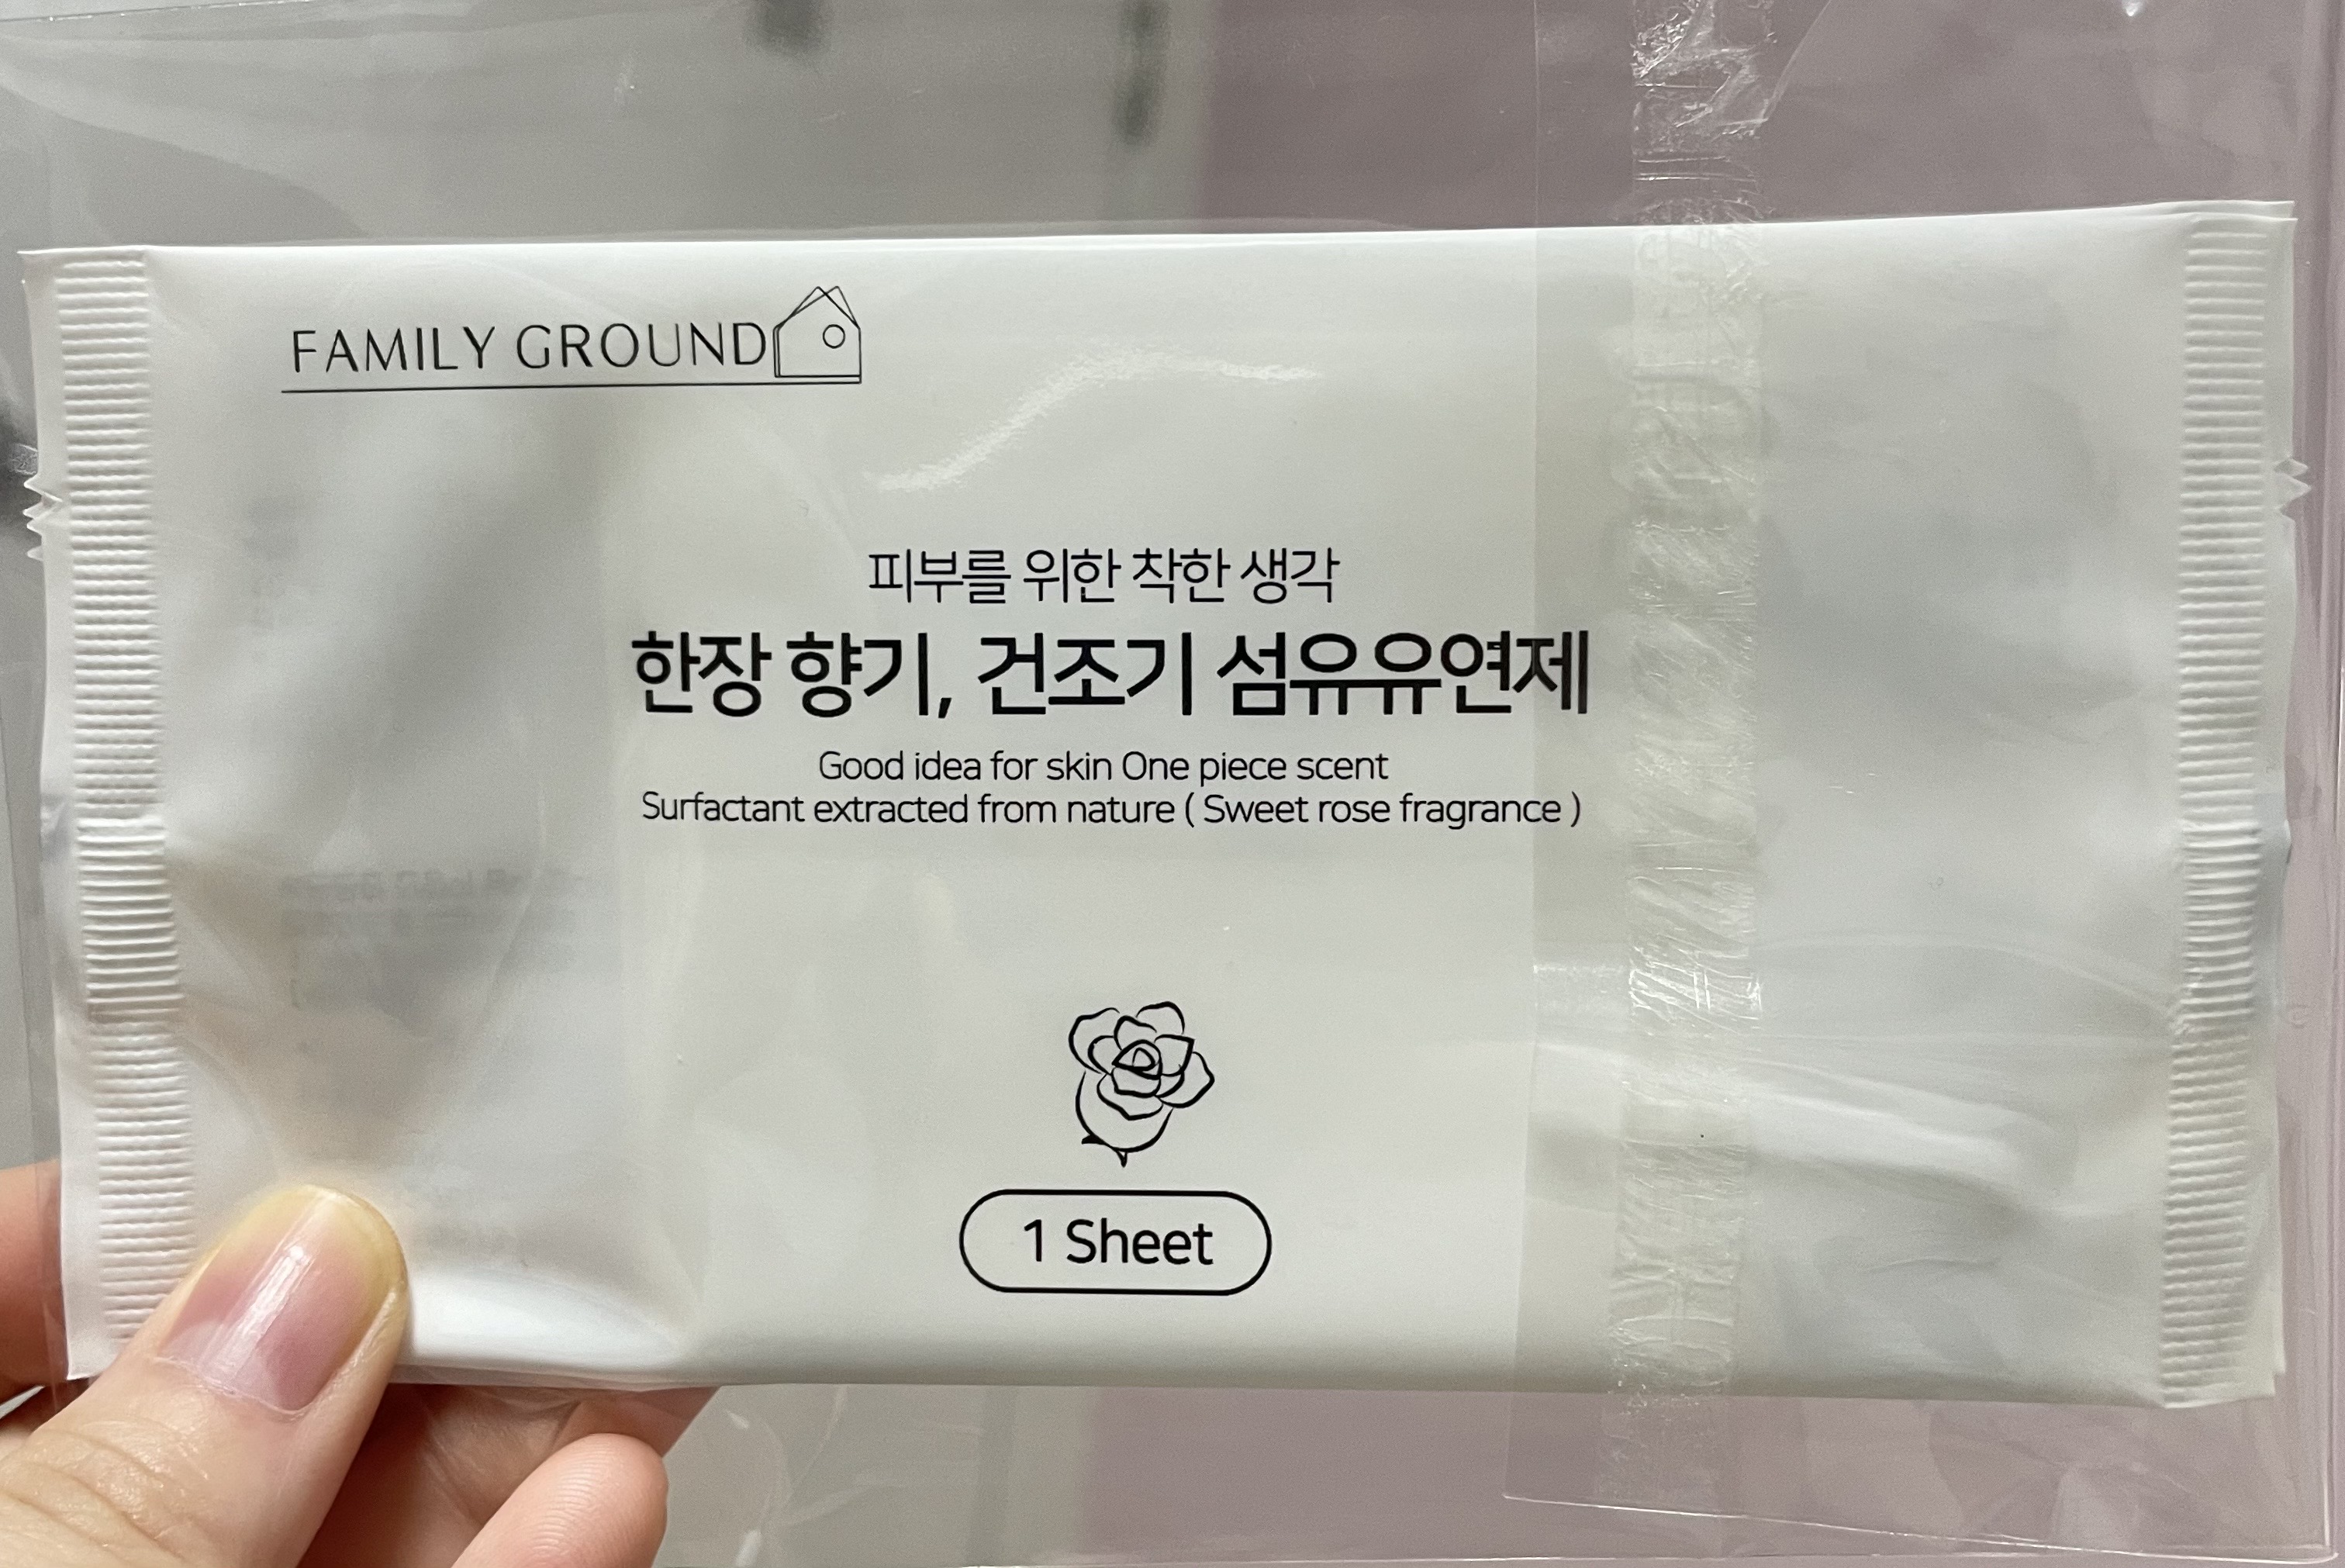 FAMILY GROUND
피부를 위한 착한 생각
한장 향기, 건조기 섬유유연제
Good idea for skin One piece scent
Surfactant extracted from nature ( Sweet rose fragrance )
1 Sheet